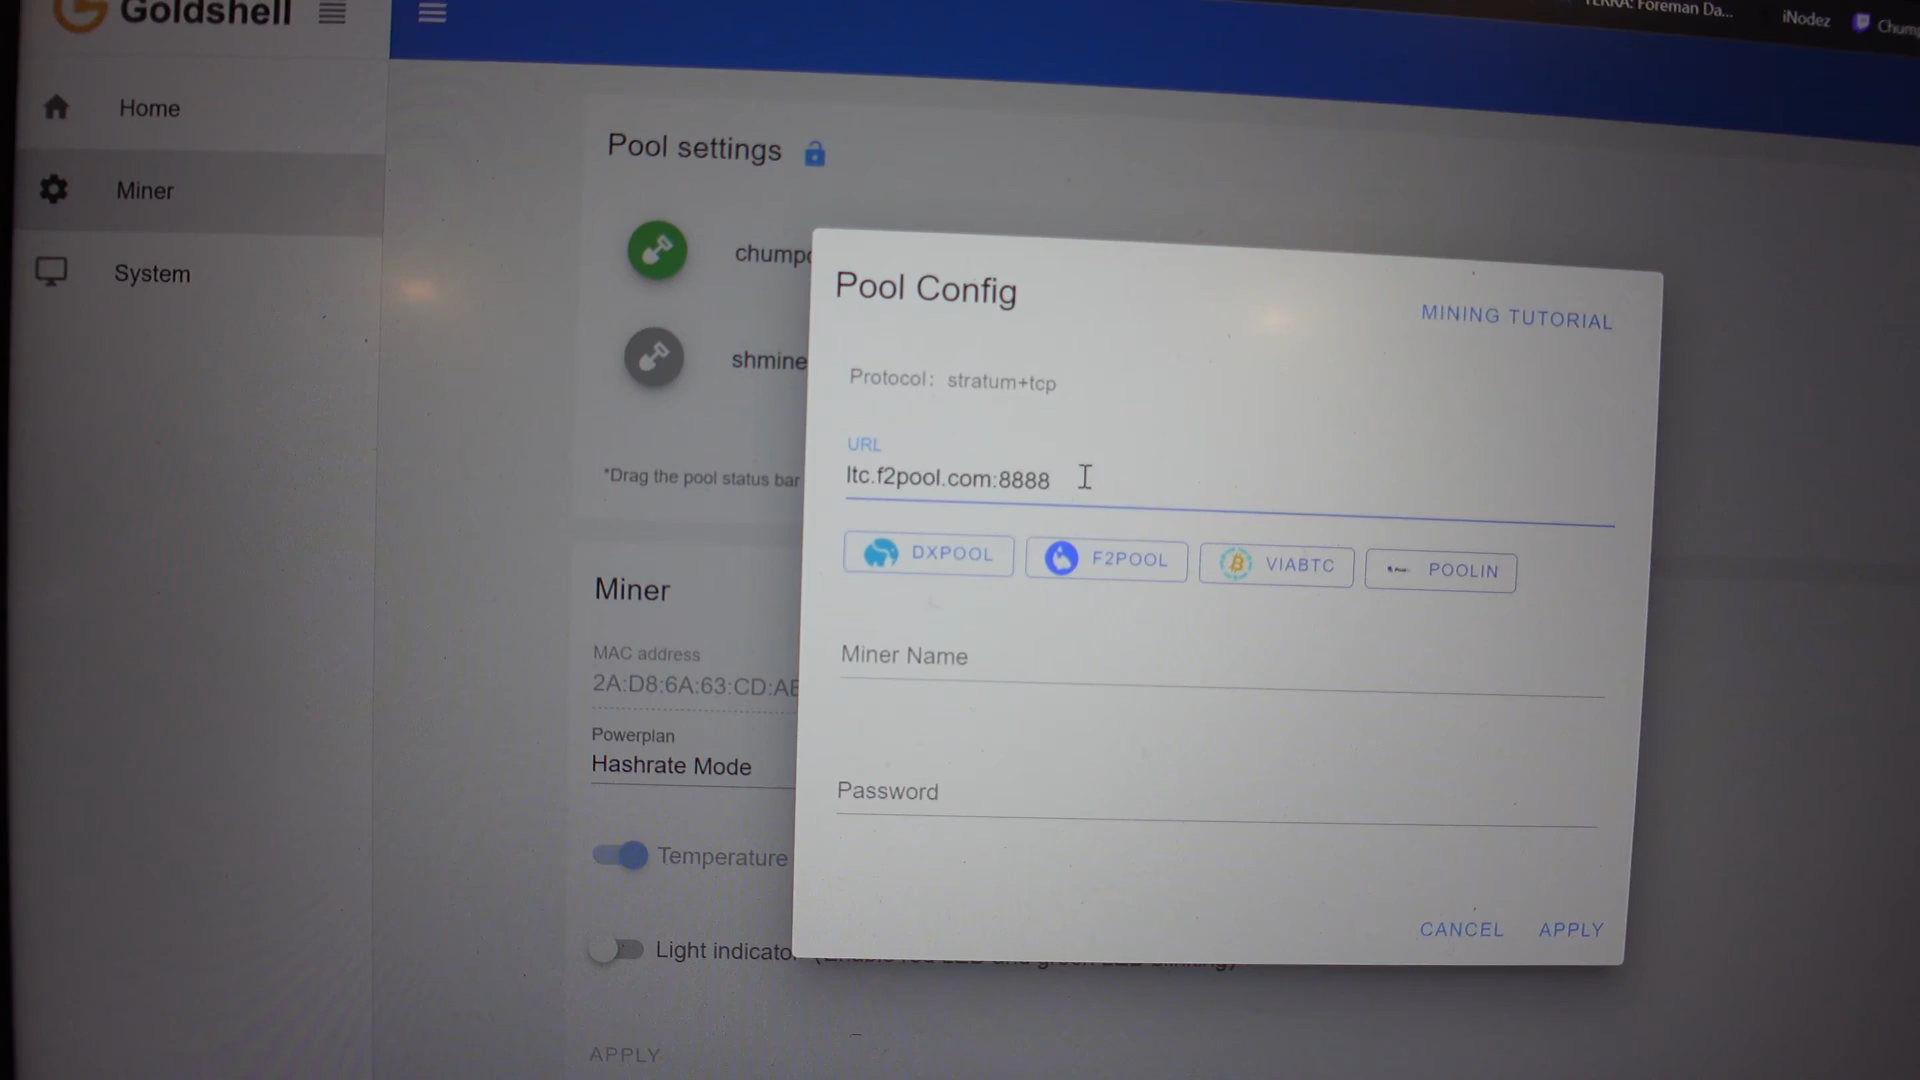 Goldshell
Foreman Da...
iNodez
Chump
Home
Miner
System
Pool settings
chumpo
shmine
*Drag the pool status bar
Miner
MAC address
2A:D8:6A:63:CD:AE
Powerplan
Hashrate Mode
Temperature
Light indicator
APPLY
Pool Config
MINING TUTORIAL
Protocol: stratum+tcp
URL
ltc.f2pool.com:8888
DXPOOL
F2POOL
VIABTC
POOLIN
Miner Name
Password
CANCEL
APPLY